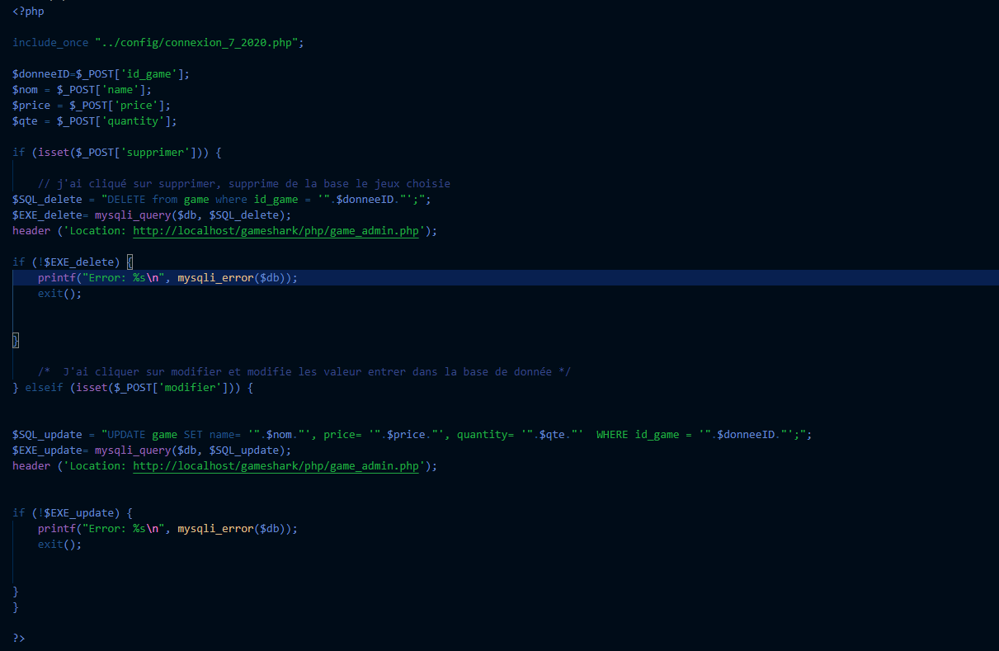 <?php
include_once "../config/connexion_7_2020.php";
$donneeID=$_POST['id_game'];
$nom = $_POST['name'];
$price = $_POST['price'];
$qte = $_POST['quantity'];
if (isset($_POST['supprimer'])) {
// j'ai cliqué sur supprimer, supprime de la base le jeux choisie
$SQL_delete = "DELETE from game where id_game = '".$donneeID."';";
$EXE_delete= mysqli_query($db, $SQL_delete);
header ('Location: http://localhost/gameshark/php/game_admin.php');
if (!$EXE_delete) {
printf("Error: %s\n", mysqli_error($db));
exit();
}
/*  J'ai cliquer sur modifier et modifie les valeur entrer dans la base de donnée */
} elseif (isset($_POST['modifier'])) {
$SQL_update = "UPDATE game SET name= '".$nom."', price= '".$price."', quantity= '".$qte."'  WHERE id_game = '".$donneeID."';";
$EXE_update= mysqli_query($db, $SQL_update);
header ('Location: http://localhost/gameshark/php/game_admin.php');
if (!$EXE_update) {
printf("Error: %s\n", mysqli_error($db));
exit();
}
}
?>